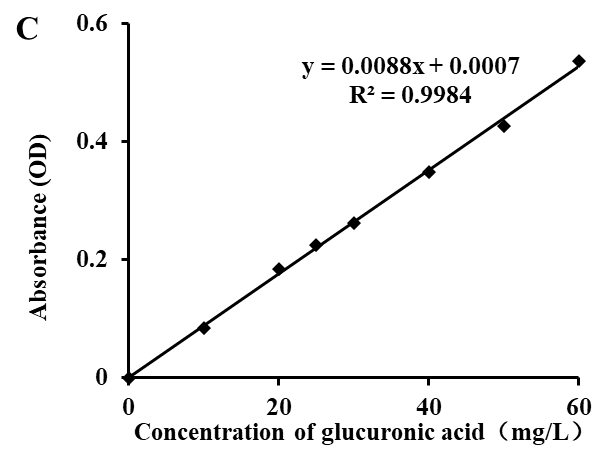 C
0.6
y = 0.0088x + 0.0007
R² = 0.9984
0.4
0.2
0
Absorbance (OD)
0 20 40 60
Concentration of glucuronic acid（mg/L）